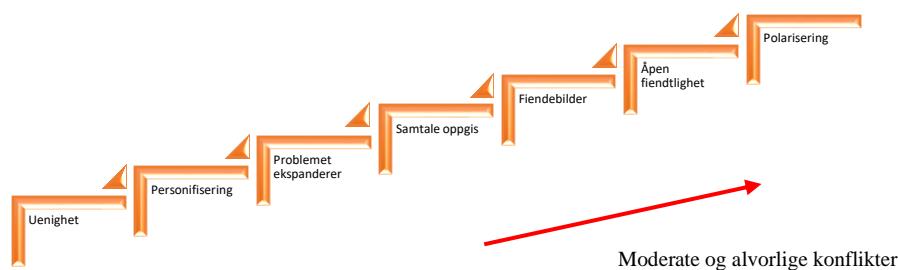 Uenighet
Personifisering
Problemet
ekspanderer
Samtale oppgis
Fiendebilder
Åpen
fiendtlighet
Polarisering
Moderate og alvorlige konflikter